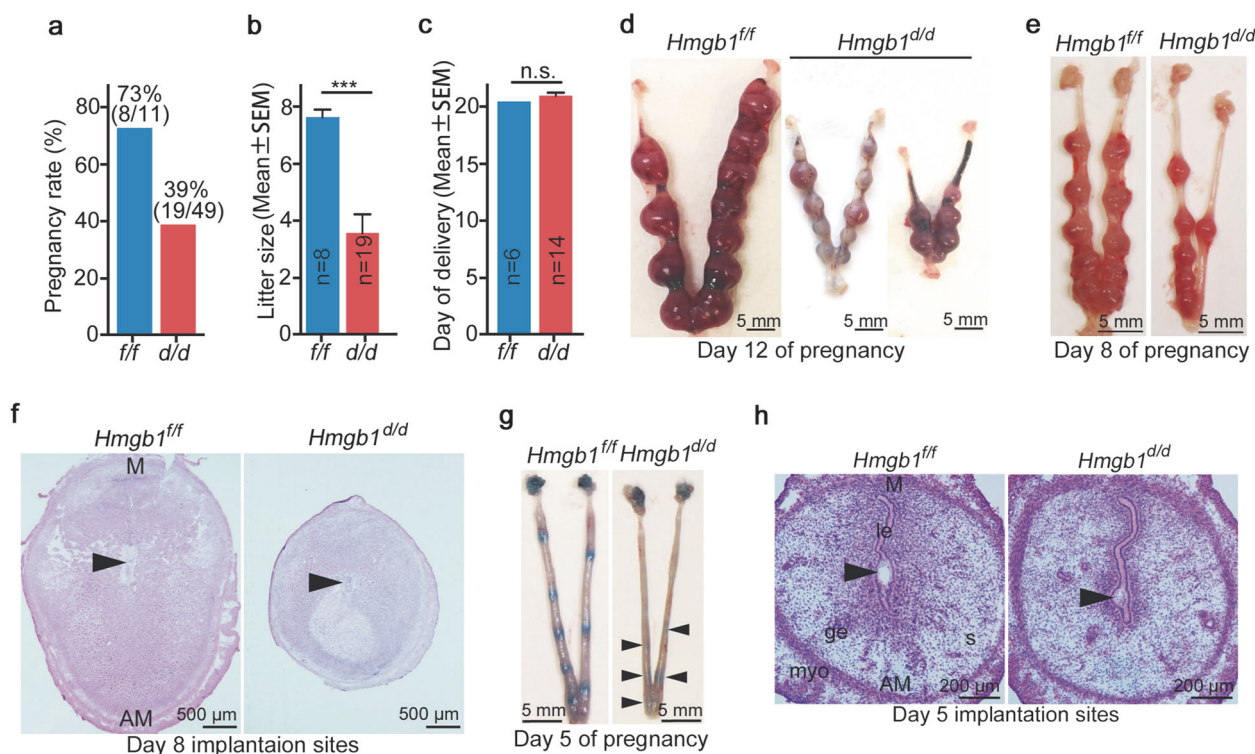 a
Pregnancy rate (%)
80
60
40
20
0
73%
(8/11)
39%
(19/49)
f/f
d/d
b
Litter size (Mean±SEM)
8
6
4
2
0
***
n=8
n=19
f/f
d/d
c
Day of delivery (Mean±SEM)
20
15
10
5
0
n.s.
n=6
n=14
f/f
d/d
d
Hmgb1f/f
Hmgb1d/d
5 mm
5 mm
5 mm
Day 12 of pregnancy
e
Hmgb1f/f
Hmgb1d/d
5 mm
5 mm
Day 8 of pregnancy
f
Hmgb1f/f
Hmgb1d/d
M
AM
500 µm
500 µm
Day 8 implantaion sites
g
Hmgb1f/f
Hmgb1d/d
5 mm
5 mm
Day 5 of pregnancy
h
Hmgb1f/f
Hmgb1d/d
M
le
ge
s
myo
AM
200 µm
200 µm
Day 5 implantation sites